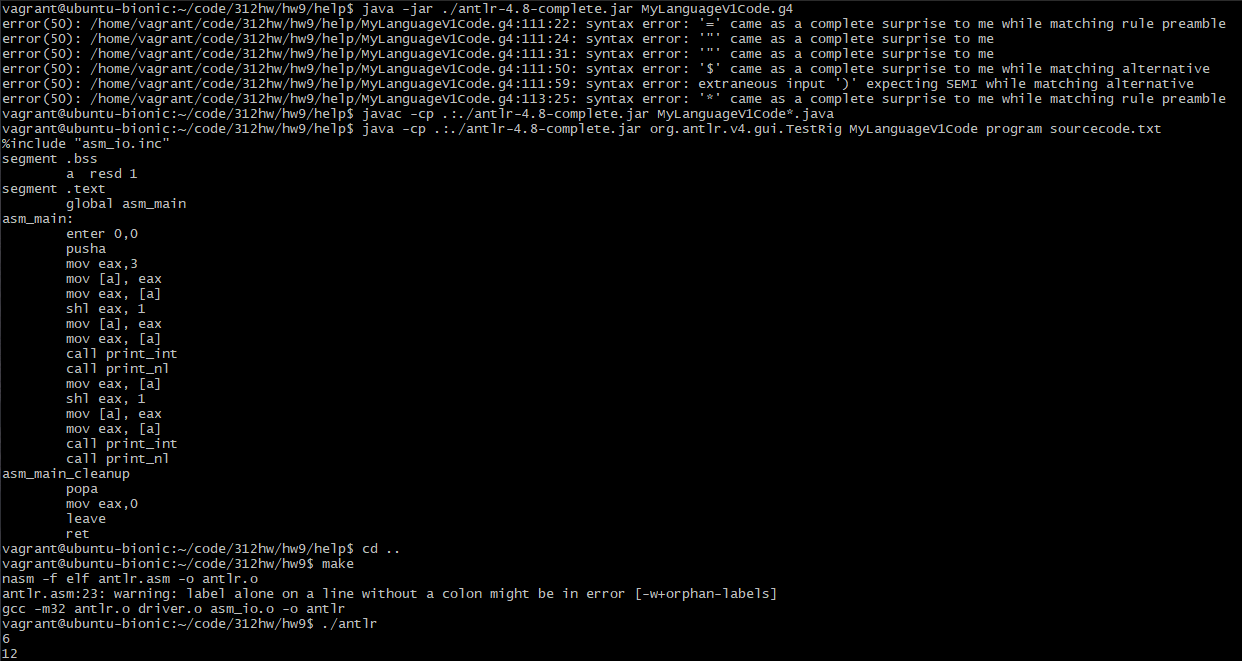 vagrant@ubuntu-bionic:~/code/312hw/hw9/help$ java -jar ./antlr-4.8-complete.jar MyLanguageV1Code.g4
error(50): /home/vagrant/code/312hw/hw9/help/MyLanguageV1Code.g4:111:22: syntax error: '=' came as a complete surprise to me while matching rule preamble
error(50): /home/vagrant/code/312hw/hw9/help/MyLanguageV1Code.g4:111:24: syntax error: '"' came as a complete surprise to me
error(50): /home/vagrant/code/312hw/hw9/help/MyLanguageV1Code.g4:111:31: syntax error: '"' came as a complete surprise to me
error(50): /home/vagrant/code/312hw/hw9/help/MyLanguageV1Code.g4:111:50: syntax error: '$' came as a complete surprise to me while matching alternative
error(50): /home/vagrant/code/312hw/hw9/help/MyLanguageV1Code.g4:111:59: syntax error: extraneous input ')' expecting SEMI while matching alternative
error(50): /home/vagrant/code/312hw/hw9/help/MyLanguageV1Code.g4:113:25: syntax error: '*' came as a complete surprise to me while matching rule preamble
vagrant@ubuntu-bionic:~/code/312hw/hw9/help$ javac -cp .:./antlr-4.8-complete.jar MyLanguageV1Code*.java
vagrant@ubuntu-bionic:~/code/312hw/hw9/help$ java -cp .:./antlr-4.8-complete.jar org.antlr.v4.gui.TestRig MyLanguageV1Code program sourcecode.txt
%include "asm_io.inc"
segment .bss
        a  resd 1
segment .text
        global asm_main
asm_main:
        enter 0,0
        pusha
        mov eax,3
        mov [a], eax
        mov eax, [a]
        shl eax, 1
        mov [a], eax
        mov eax, [a]
        call print_int
        call print_nl
        mov eax, [a]
        shl eax, 1
        mov [a], eax
        mov eax, [a]
        call print_int
        call print_nl
asm_main_cleanup
        popa
        mov eax,0
        leave
        ret
vagrant@ubuntu-bionic:~/code/312hw/hw9/help$ cd ..
vagrant@ubuntu-bionic:~/code/312hw/hw9$ make
nasm -f elf antlr.asm -o antlr.o
antlr.asm:23: warning: label alone on a line without a colon might be in error [-w+orphan-labels]
gcc -m32 antlr.o driver.o asm_io.o -o antlr
vagrant@ubuntu-bionic:~/code/312hw/hw9$ ./antlr
6
12